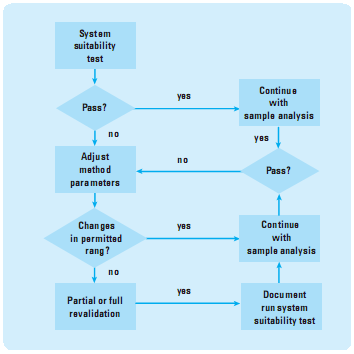 System
suitability
test
Pass?
yes
Continue
with
sample analysis
no
yes
Adjust
method
parameters
no
Pass?
Changes
in permitted
rang?
yes
Continue
with
sample analysis
no
Partial or full
revalidation
yes
Document
run system
suitability test